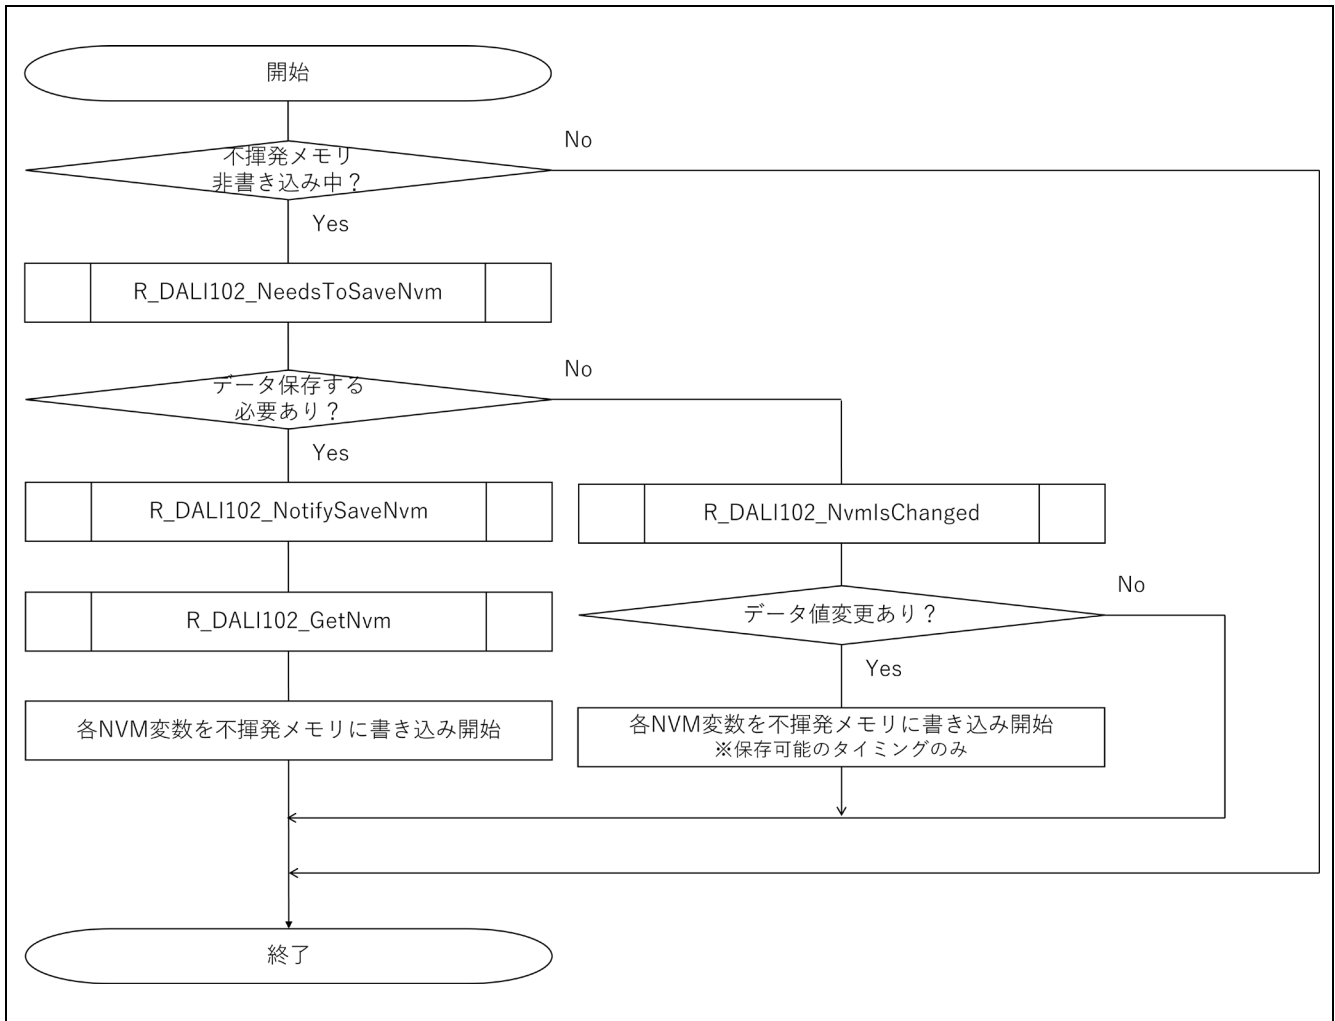 開始
不揮発メモリ
非書き込み中？
No
Yes
R_DALI102_NeedsToSaveNvm
データ保存する
必要あり？
No
Yes
R_DALI102_NotifySaveNvm
R_DALI102_NvmIsChanged
データ値変更あり？
No
Yes
R_DALI102_GetNvm
各NVM変数を不揮発メモリに書き込み開始
各NVM変数を不揮発メモリに書き込み開始
※保存可能のタイミングのみ
終了